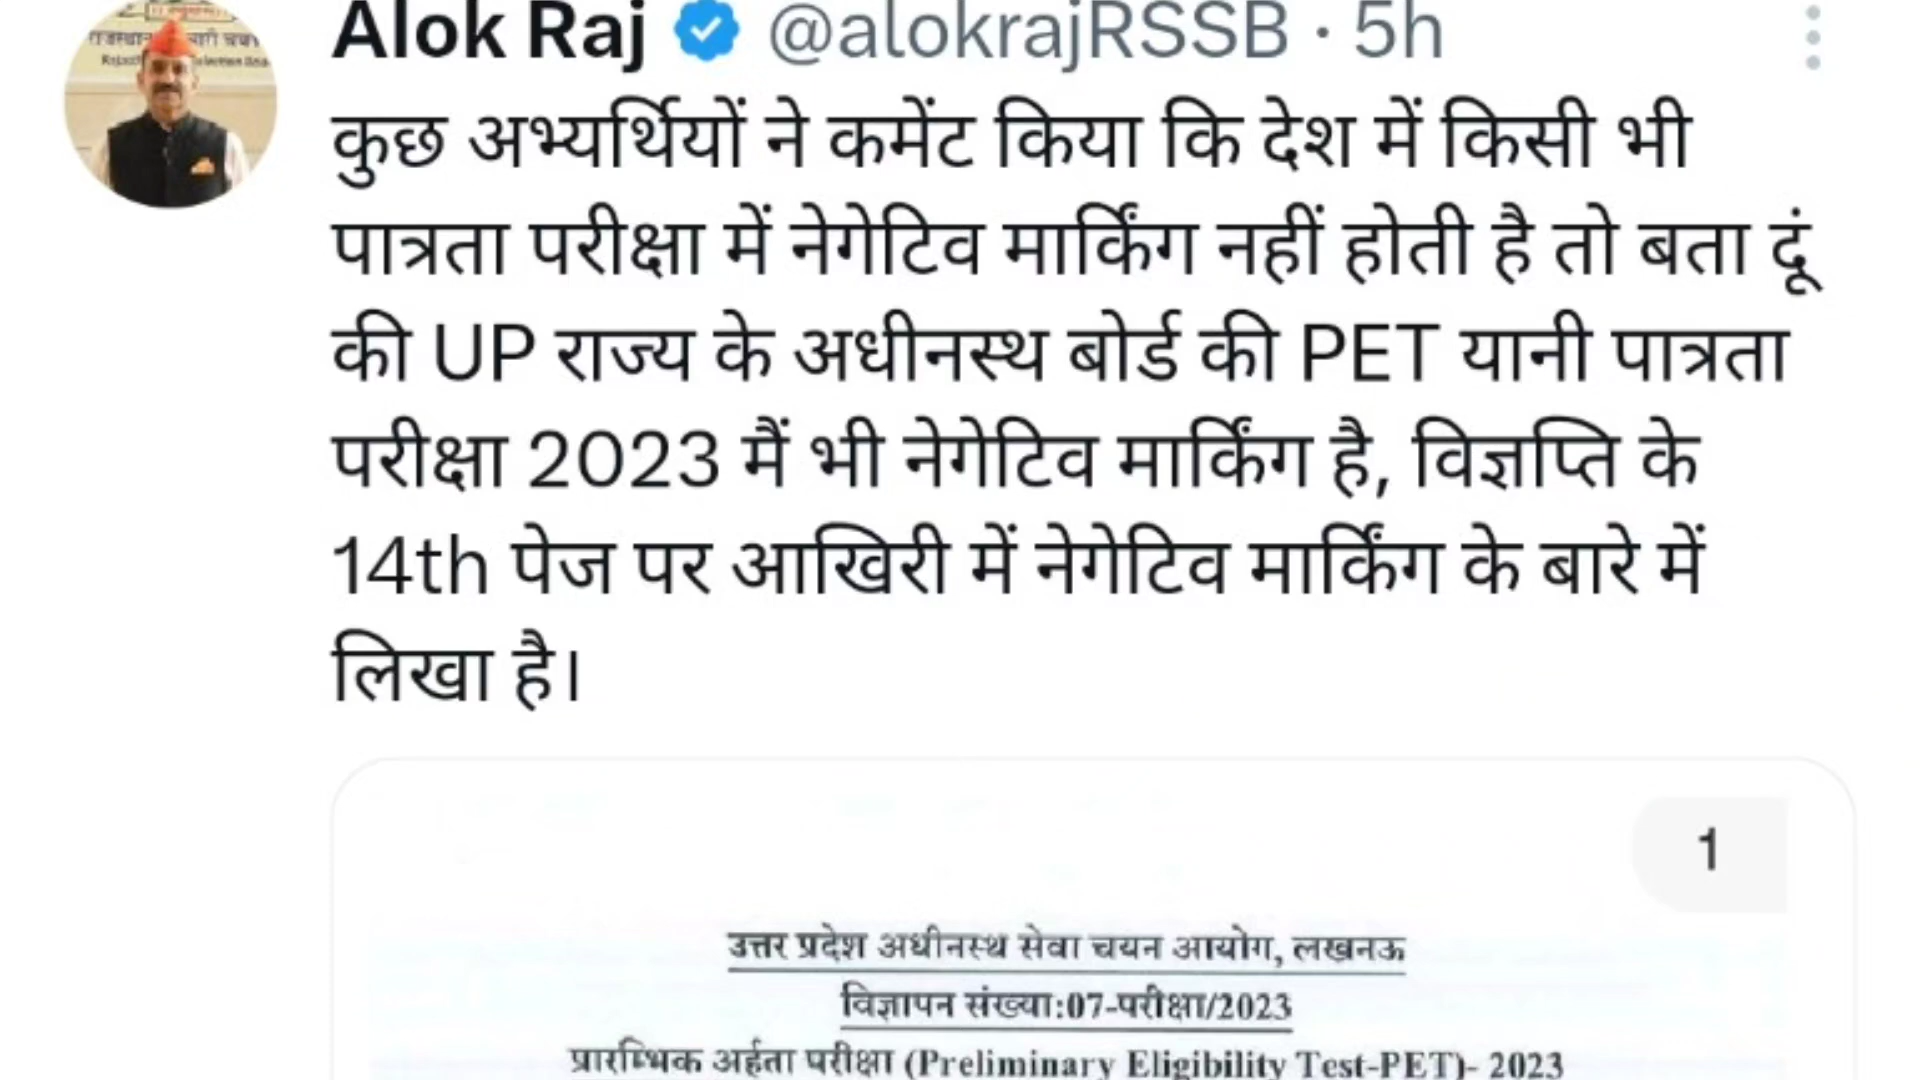 Alok Raj @alokrajRSSB · 5h
कुछ अभ्यर्थियों ने कमेंट किया कि देश में किसी भी
पात्रता परीक्षा में नेगेटिव मार्किंग नहीं होती है तो बता दूं
की UP राज्य के अधीनस्थ बोर्ड की PET यानी पात्रता
परीक्षा 2023 मैं भी नेगेटिव मार्किंग है, विज्ञप्ति के
14th पेज पर आखिरी में नेगेटिव मार्किंग के बारे में
लिखा है।
1
उत्तर प्रदेश अधीनस्थ सेवा चयन आयोग, लखनऊ
विज्ञापन संख्या:07-परीक्षा/2023
प्रारम्भिक अर्हता परीक्षा (Preliminary Eligibility Test-PET)- 2023